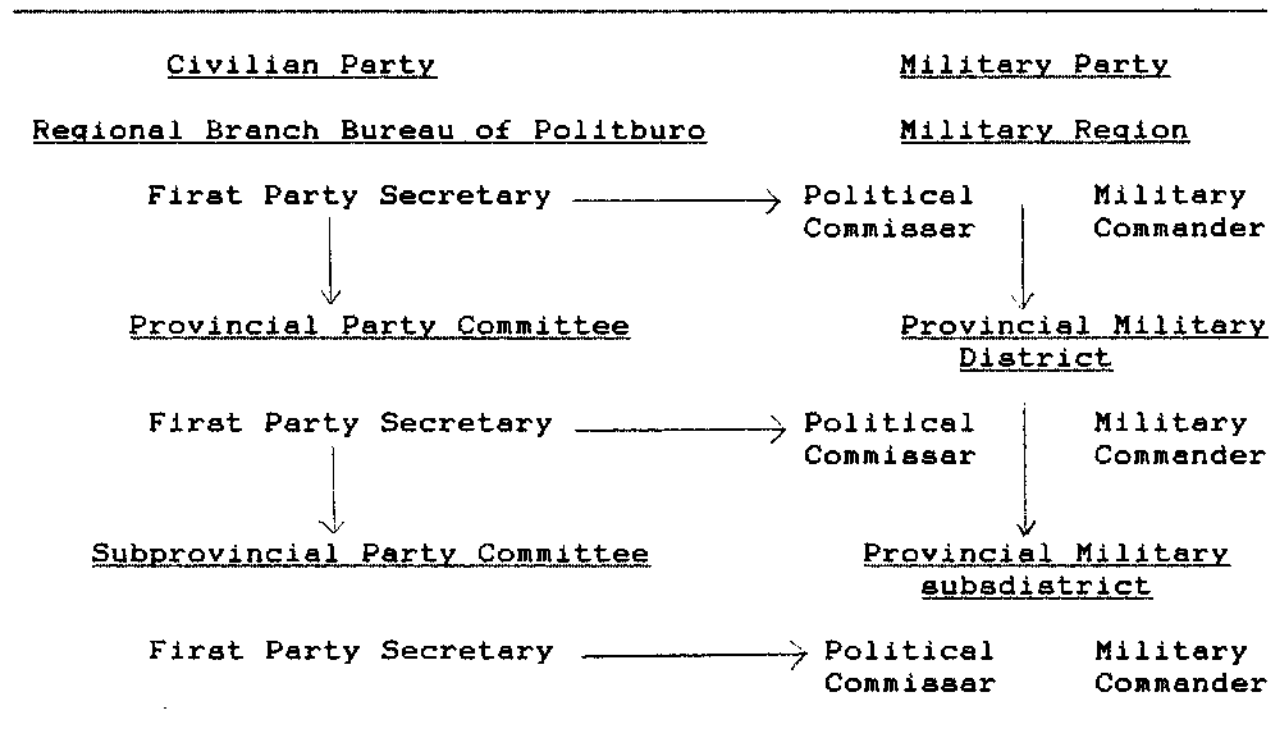 Civilian Party Military Party
Regional Branch Bureau of Politburo Military Region
First Party Secretary Political Military
Commissar Commander
Provincial Party Committee Provincial Military
District
First Party Secretary Political Military
Commissar Commander
Subprovincial Party Committee Provincial Military
subsdistrict
First Party Secretary Political Military
Commissar Commander